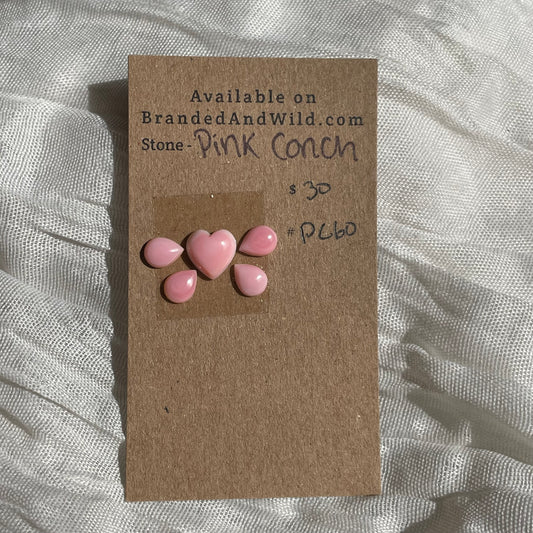 Available on
BrandedAndWild.com
Stone - Pink Conch
$ 30
# PC60